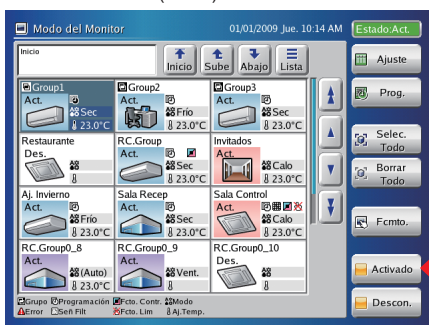 Modo del Monitor 01/01/2009 Jue. 10:14 AM Estado:Act.
Inicio
Inicio Sube Abajo Lista
Ajuste
Prog.
Selec. Todo
Borrar Todo
Fcmto.
Activado
Descon.
Group1
Act.
Sec
23.0°C
Group2
Act.
Frío
23.0°C
Group3
Act.
Sec
23.0°C
Restaurante
Des.
RC.Group
Act.
Sec
23.0°C
Invitados
Act.
Calo
23.0°C
Aj. Invierno
Act.
Frío
23.0°C
Sala Recep
Act.
Sec
23.0°C
Sala Control
Act.
Calo
23.0°C
RC.Group0_8
Act.
(Auto)
23.0°C
RC.Group0_9
Act.
Vent.
RC.Group0_10
Des.
Grupo Programación Fcto. Contr. Modo
Error Señ Filt Fcto. Lim Aj.Temp.